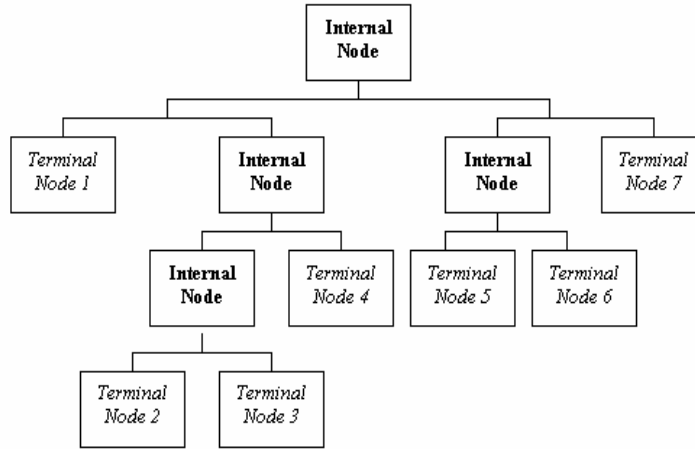 Internal
Node
Terminal
Node 1
Internal
Node
Internal
Node
Terminal
Node 7
Internal
Node
Terminal
Node 4
Terminal
Node 5
Terminal
Node 6
Terminal
Node 2
Terminal
Node 3